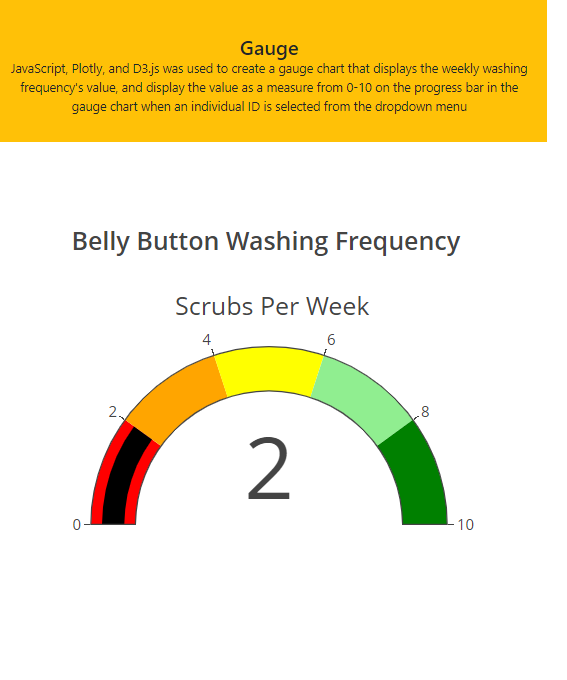 Gauge
JavaScript, Plotly, and D3.js was used to create a gauge chart that displays the weekly washing
frequency's value, and display the value as a measure from 0-10 on the progress bar in the
gauge chart when an individual ID is selected from the dropdown menu
Belly Button Washing Frequency
Scrubs Per Week
4
6
2
8
2
0
10